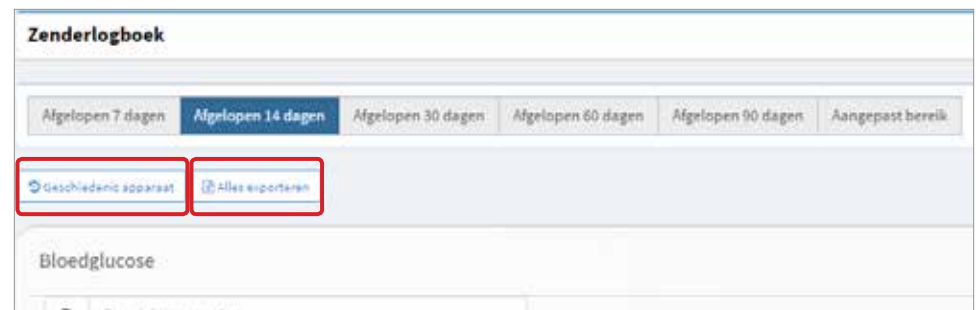 Zenderlogboek
Afgelopen 7 dagen Afgelopen 14 dagen Afgelopen 30 dagen Afgelopen 60 dagen Afgelopen 90 dagen Aangepast bereik
Geschiedenis apparaat Alles exporteren
Bloedglucose